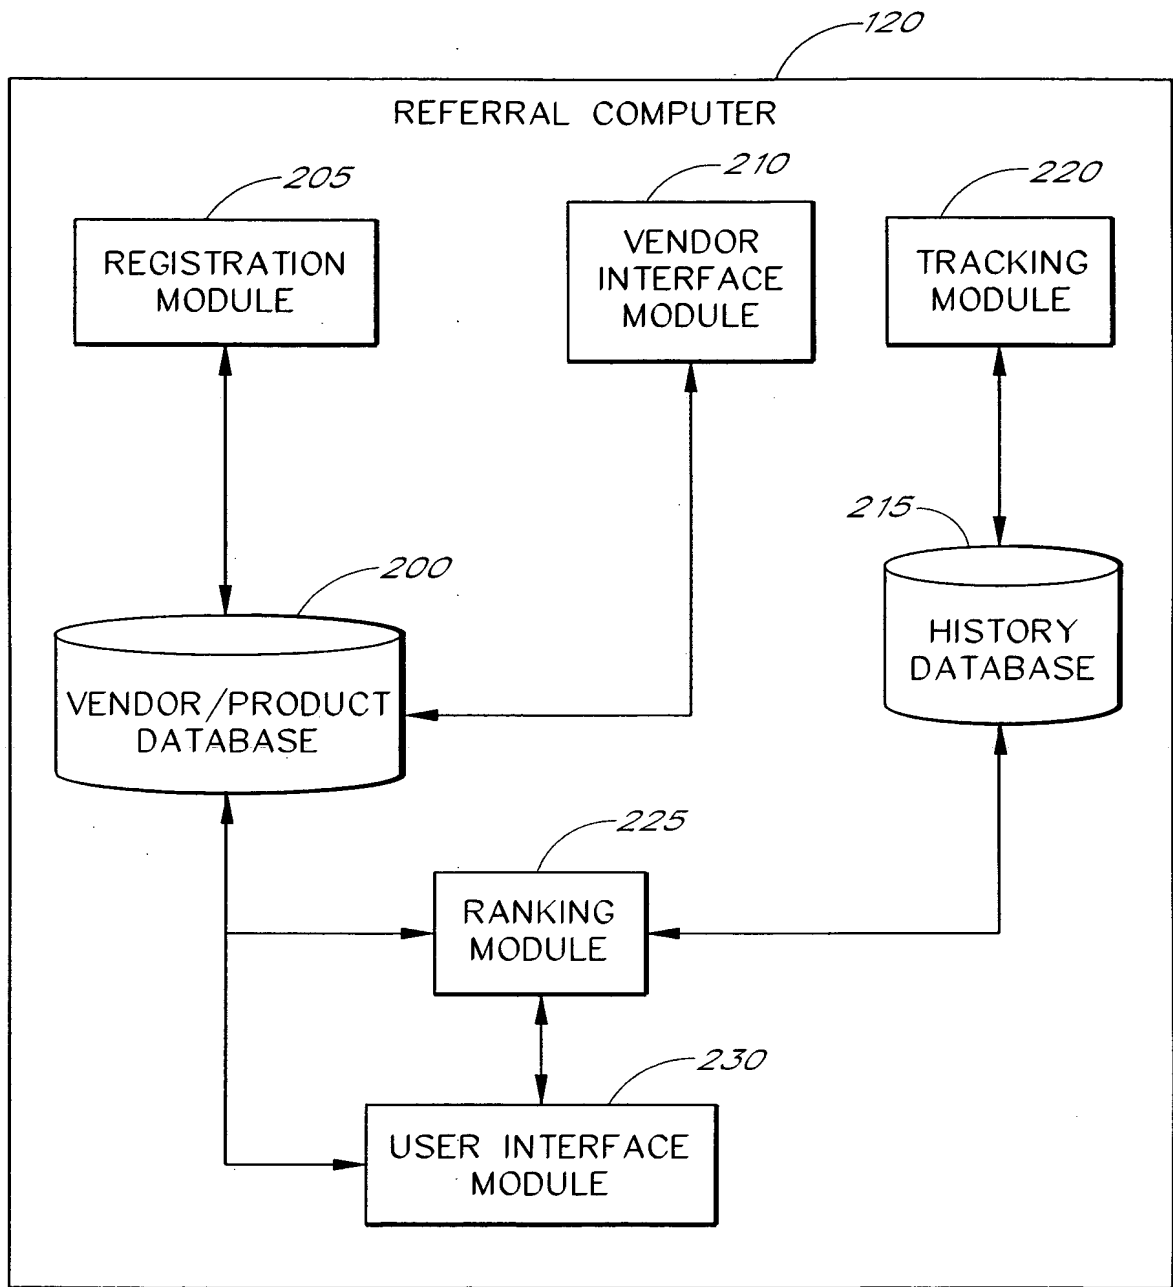 120
REFERRAL COMPUTER
205
REGISTRATION
MODULE
210
VENDOR
INTERFACE
MODULE
220
TRACKING
MODULE
200
VENDOR/PRODUCT
DATABASE
215
HISTORY
DATABASE
225
RANKING
MODULE
230
USER INTERFACE
MODULE